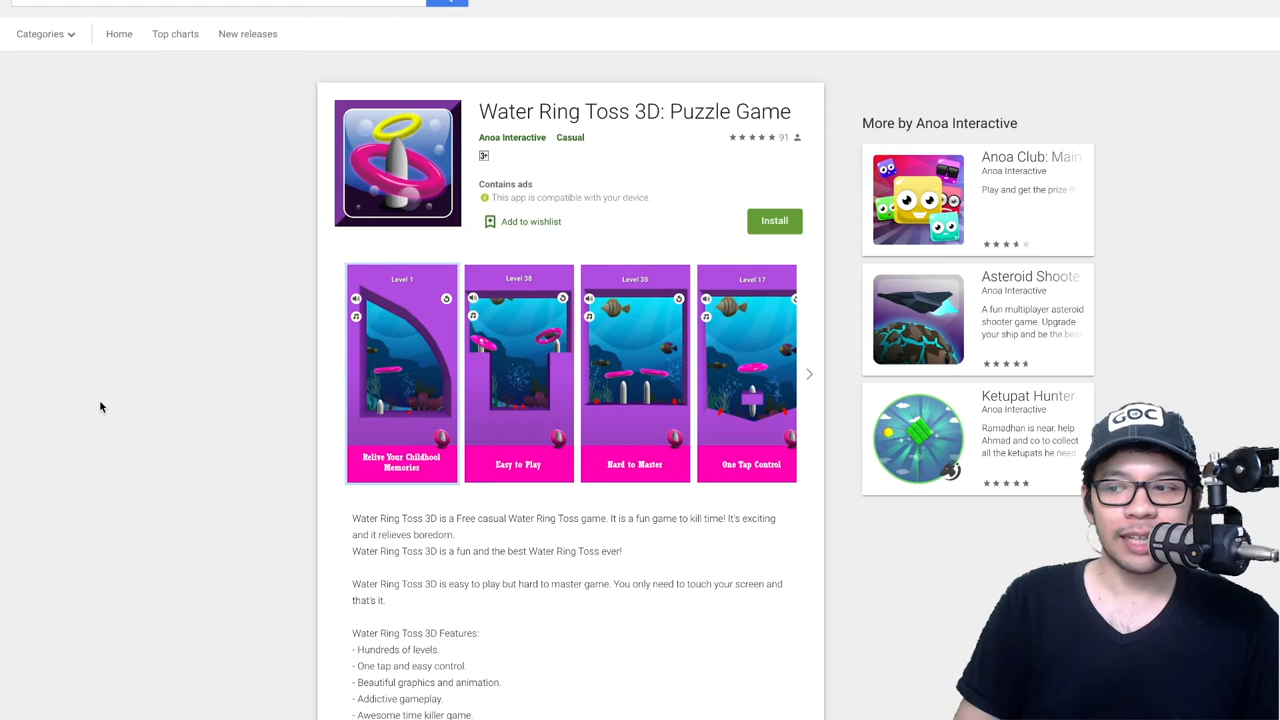 Categories
Home
Top charts
New releases
Water Ring Toss 3D: Puzzle Game
Anoa Interactive Casual
91
3+
Contains ads
This app is compatible with your device.
Add to wishlist
Install
Level 1
Relive Your Childhood
Memories
Level 38
Easy to Play
Level 35
Hard to Master
Level 17
One Tap Control
Water Ring Toss 3D is a Free casual Water Ring Toss game. It is a fun game to kill time! It's exciting
and it relieves boredom.
Water Ring Toss 3D is a fun and the best Water Ring Toss ever!
Water Ring Toss 3D is easy to play but hard to master game. You only need to touch your screen and
that's it.
Water Ring Toss 3D Features:
- Hundreds of levels.
- One tap and easy control.
- Beautiful graphics and animation.
- Addictive gameplay.
- Awesome time killer game.
More by Anoa Interactive
Anoa Club: Main
Anoa Interactive
Play and get the prize !!!
Asteroid Shoote
Anoa Interactive
A fun multiplayer asteroid
shooter game. Upgrade
your ship and be the best
Ketupat Hunter
Anoa Interactive
Ramadhan is near, help
Ahmad and co to collect
all the ketupats he need
GOC